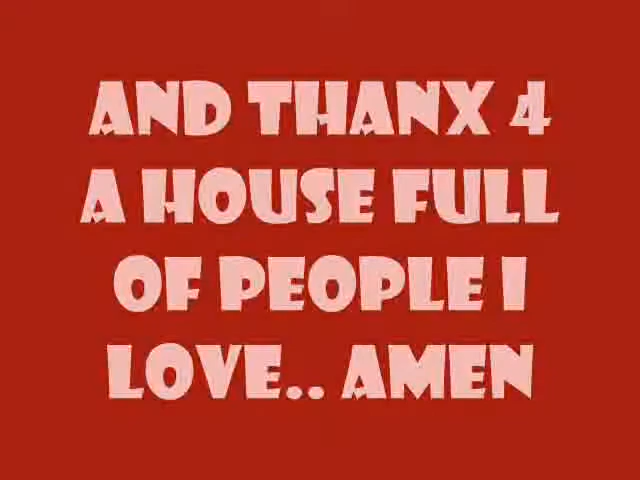 AND THANX 4
A HOUSE FULL
OF PEOPLE I
LOVE.. AMEN